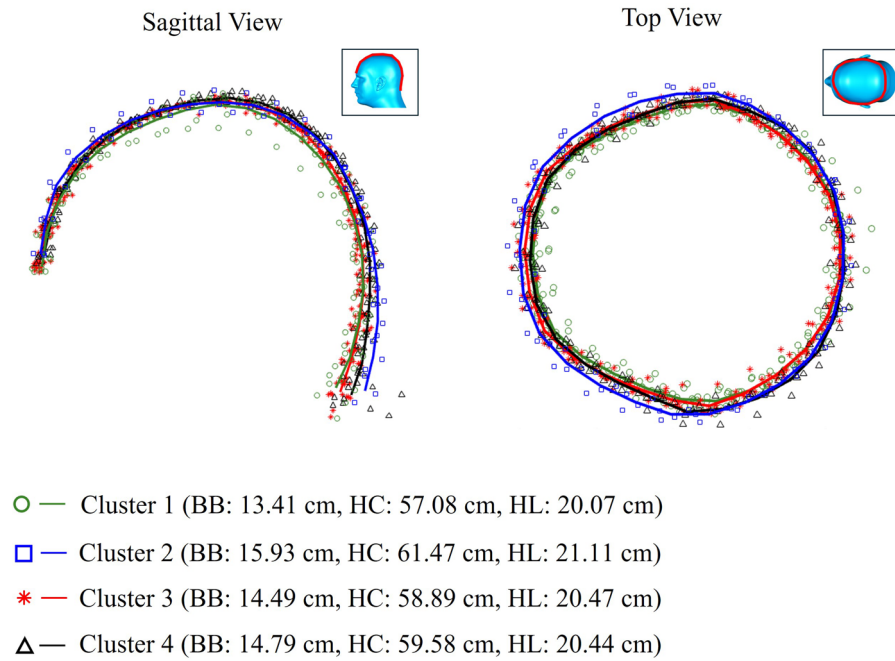 Sagittal View
Top View
Cluster 1 (BB: 13.41 cm, HC: 57.08 cm, HL: 20.07 cm)
Cluster 2 (BB: 15.93 cm, HC: 61.47 cm, HL: 21.11 cm)
Cluster 3 (BB: 14.49 cm, HC: 58.89 cm, HL: 20.47 cm)
Cluster 4 (BB: 14.79 cm, HC: 59.58 cm, HL: 20.44 cm)